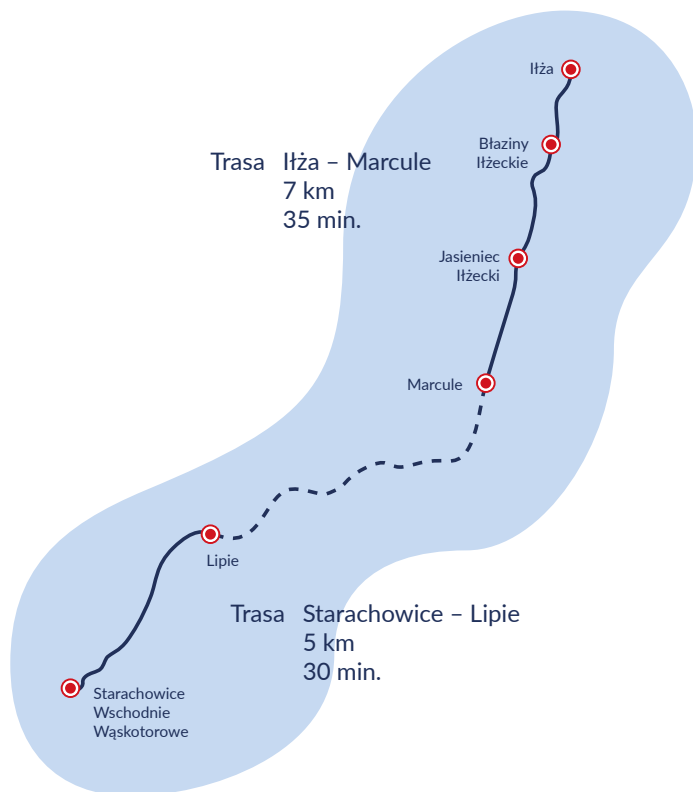 Iłża
Błaziny
Iłżeckie
Trasa Iłża – Marcule
7 km
35 min.
Jasieniec
Iłżecki
Marcule
Lipie
Trasa Starachowice – Lipie
5 km
30 min.
Starachowice
Wschodnie
Wąskotorowe